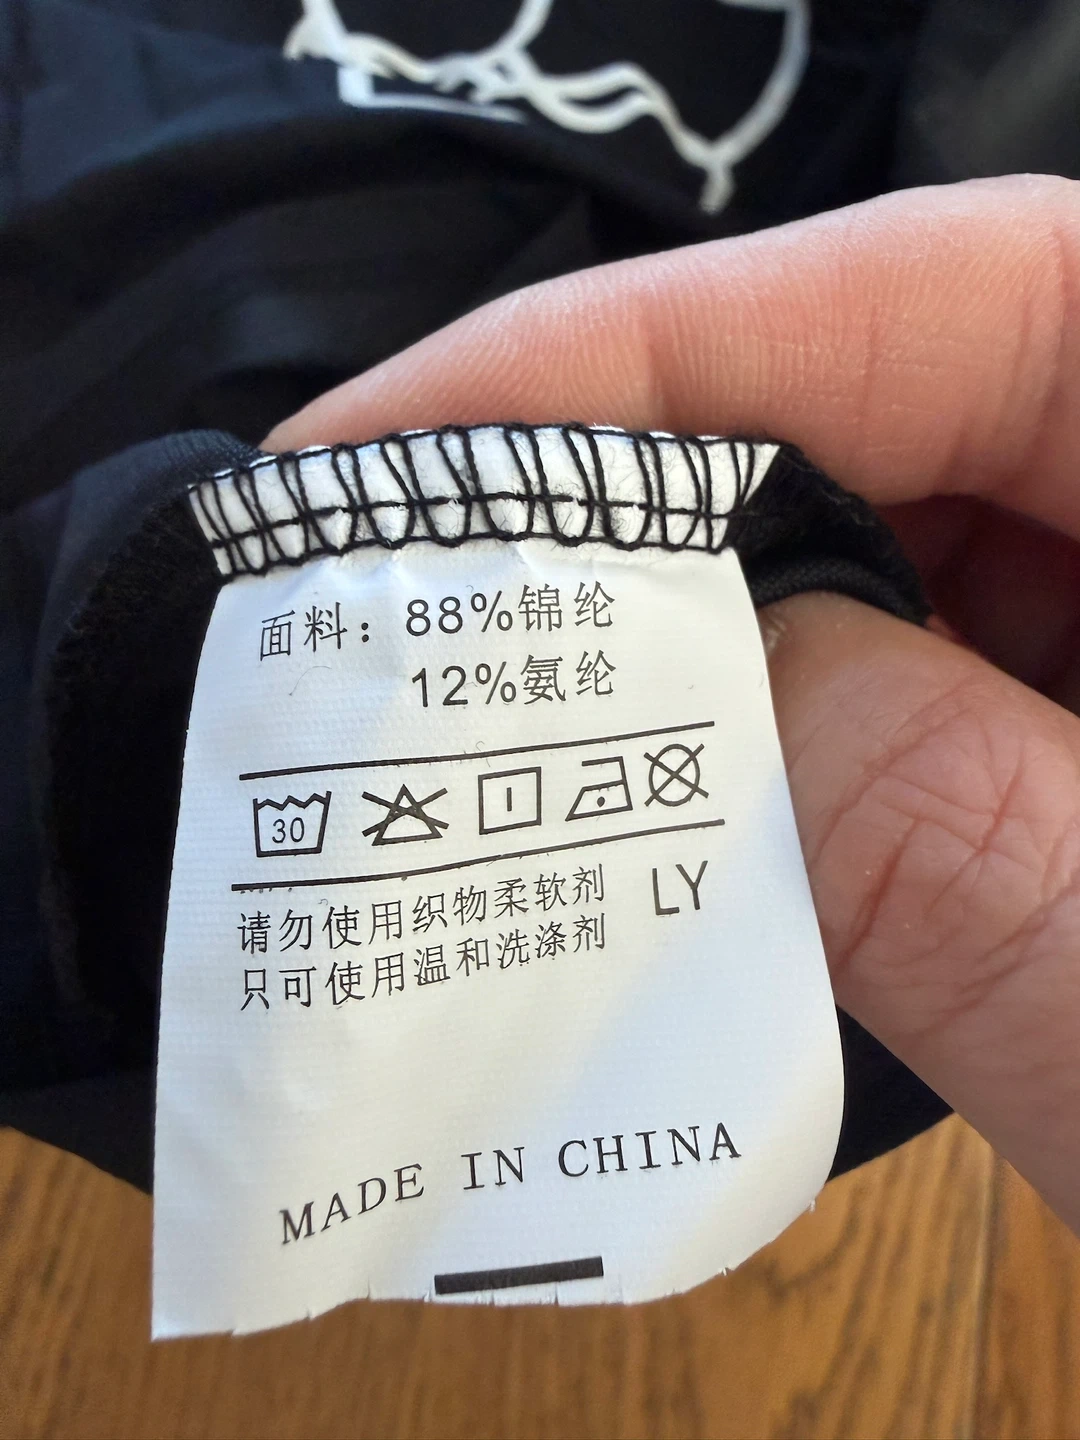 面料：88%锦纶
12%氨纶
30
请勿使用织物柔软剂
只可使用温和洗涤剂
LY
MADE IN CHINA